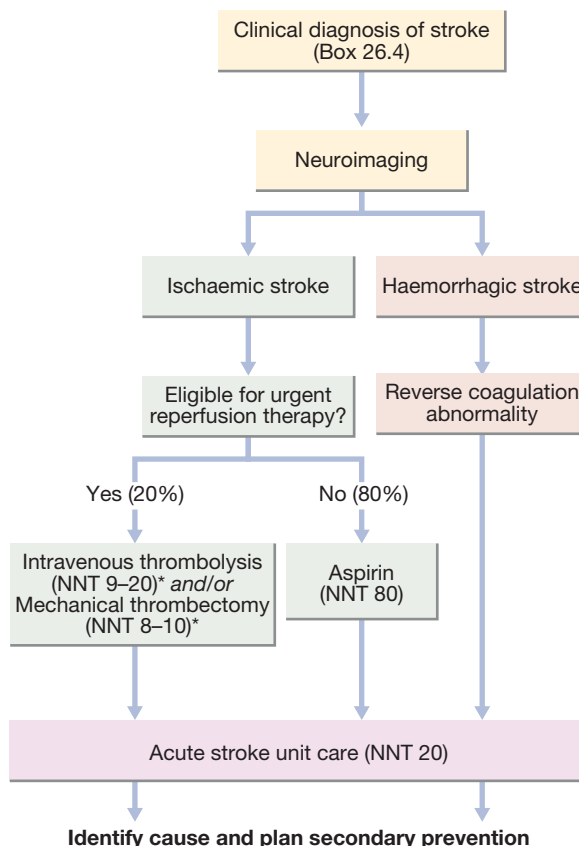 Clinical diagnosis of stroke
(Box 26.4)
Neuroimaging
Ischaemic stroke
Haemorrhagic stroke
Eligible for urgent
reperfusion therapy?
Reverse coagulation
abnormality
Yes (20%)
No (80%)
Intravenous thrombolysis
(NNT 9–20)* and/or
Mechanical thrombectomy
(NNT 8–10)*
Aspirin
(NNT 80)
Acute stroke unit care (NNT 20)
Identify cause and plan secondary prevention